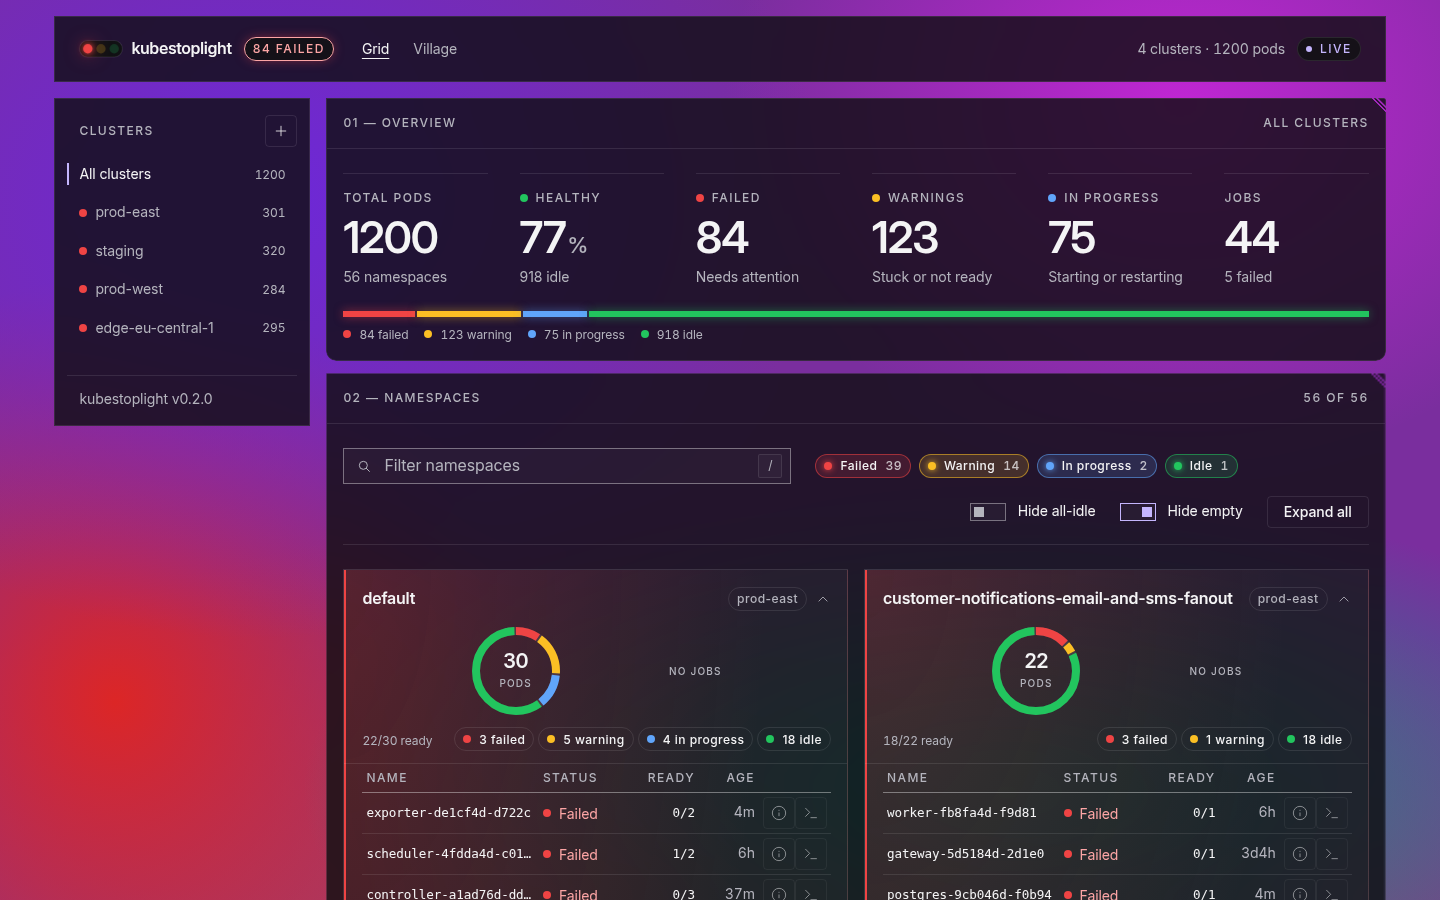 kubestoplight 84 FAILED Grid Village 4 clusters · 1200 pods LIVE
CLUSTERS +
All clusters 1200
prod-east 301
staging 320
prod-west 284
edge-eu-central-1 295
kubestoplight v0.2.0
01 — OVERVIEW ALL CLUSTERS
TOTAL PODS HEALTHY FAILED WARNINGS IN PROGRESS JOBS
1200 77% 84 123 75 44
56 namespaces 918 idle Needs attention Stuck or not ready Starting or restarting 5 failed
84 failed 123 warning 75 in progress 918 idle
02 — NAMESPACES 56 OF 56
Filter namespaces / Failed 39 Warning 14 In progress 2 Idle 1
Hide all-idle Hide empty Expand all
default prod-east
30
PODS
NO JOBS
22/30 ready 3 failed 5 warning 4 in progress 18 idle
NAME STATUS READY AGE
exporter-de1cf4d-d722c Failed 0/2 4m
scheduler-4fdda4d-c01… Failed 1/2 6h
controller-a1ad76d-dd… Failed 0/3 37m
customer-notifications-email-and-sms-fanout prod-east
22
PODS
NO JOBS
18/22 ready 3 failed 1 warning 18 idle
NAME STATUS READY AGE
worker-fb8fa4d-f9d81 Failed 0/1 6h
gateway-5d5184d-2d1e0 Failed 0/1 3d4h
postgres-9cb046d-f0b94 Failed 0/1 4m